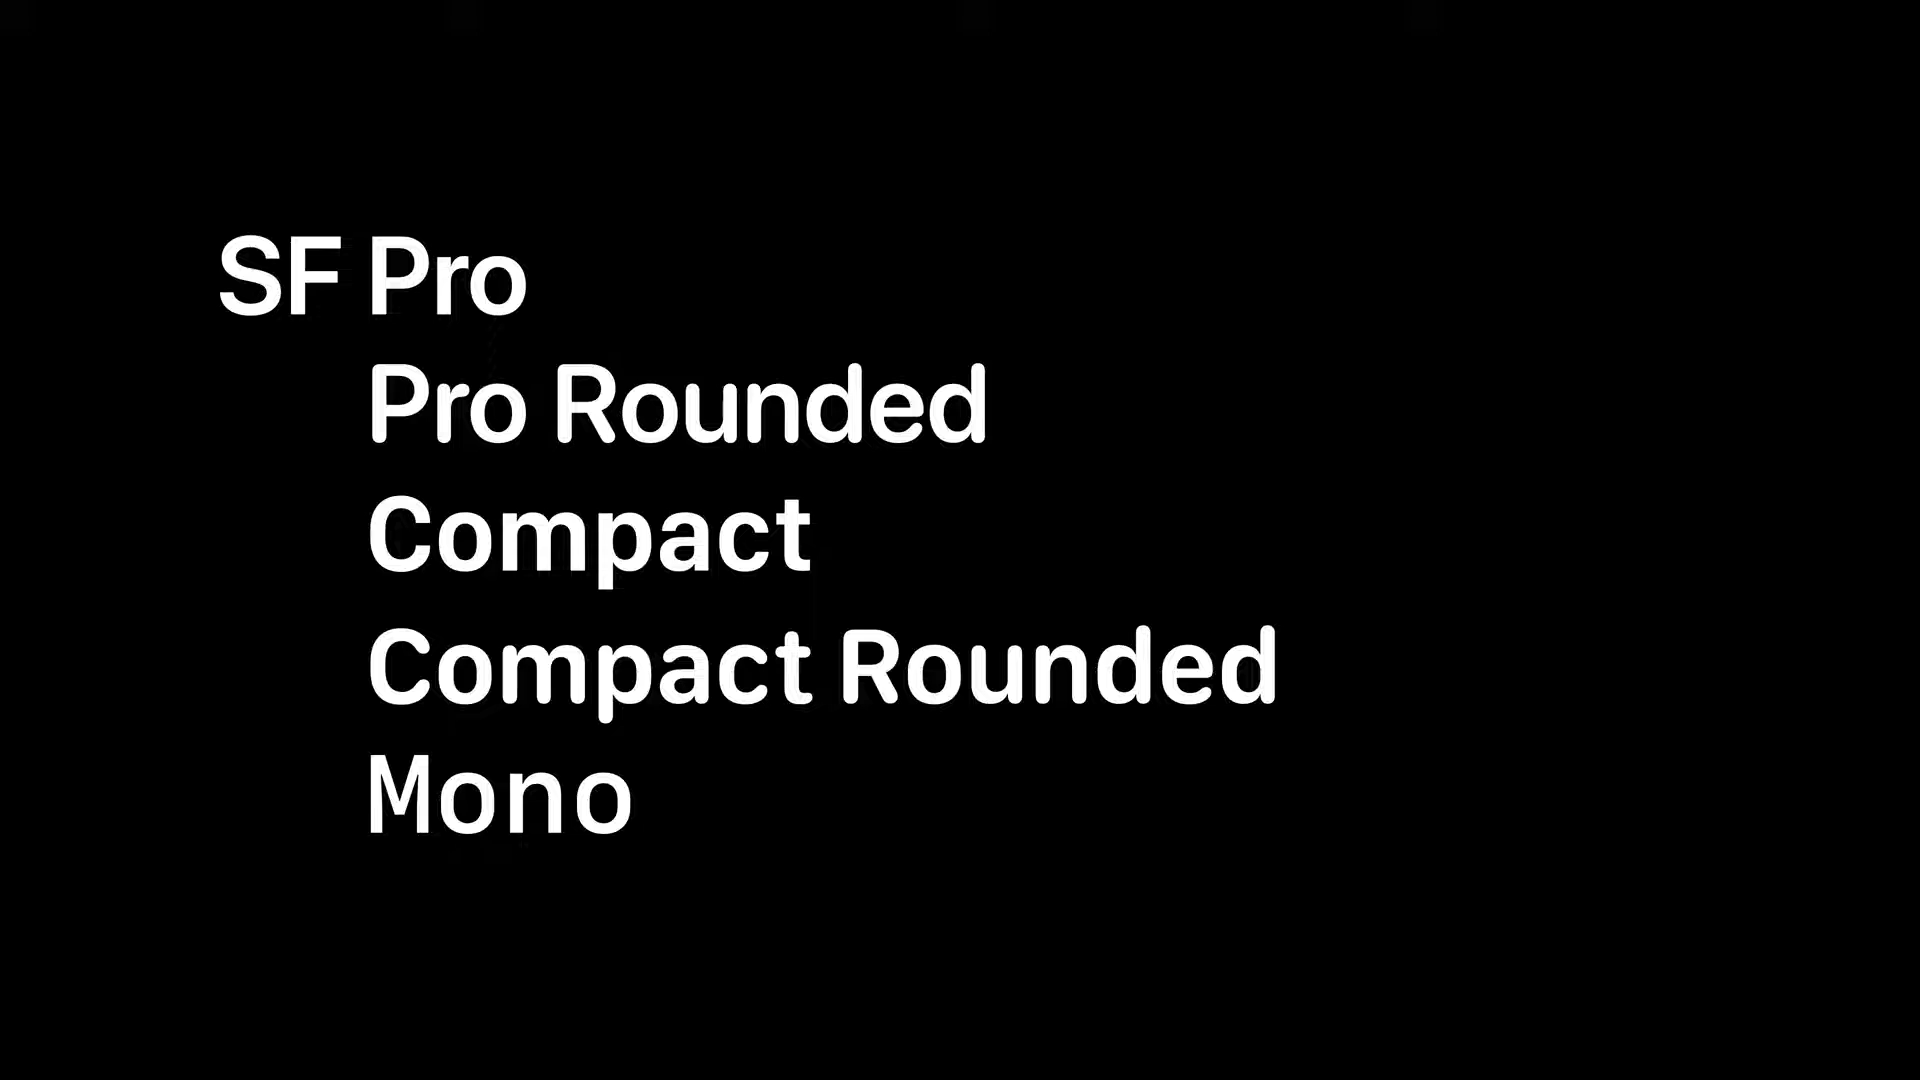 SF Pro
Pro Rounded
Compact
Compact Rounded
Mono